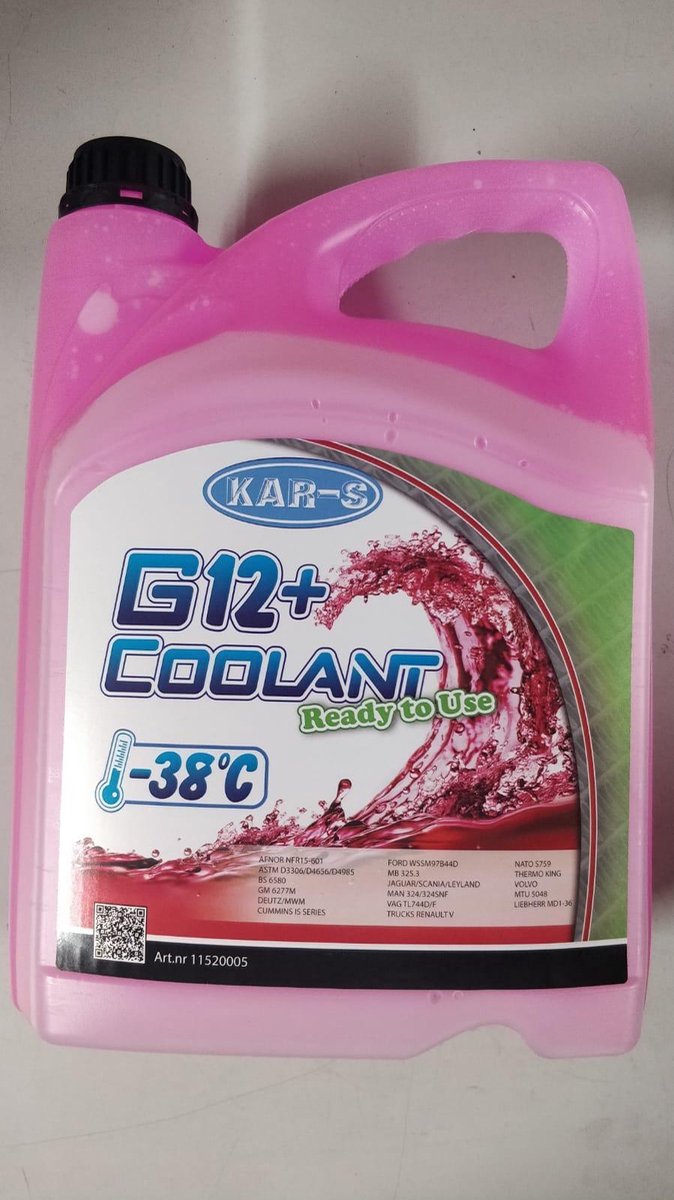 KAR-S
G12+
COOLANT
Ready to Use
-38°C
AFNOR NFR15-601
ASTM D3306/D4656/D4985
BS 6580
GM 6277M
DEUTZ/MWM
CUMMINS IS SERIES
FORD WSSM97B44D
MB 325.3
JAGUAR/SCANIA/LEYLAND
MAN 324/324SNF
VAG TL744D/F
TRUCKS RENAULT V
NATO S759
THERMO KING
VOLVO
MTU 5048
LIEBHERR MD1-36
Art.nr 11520005